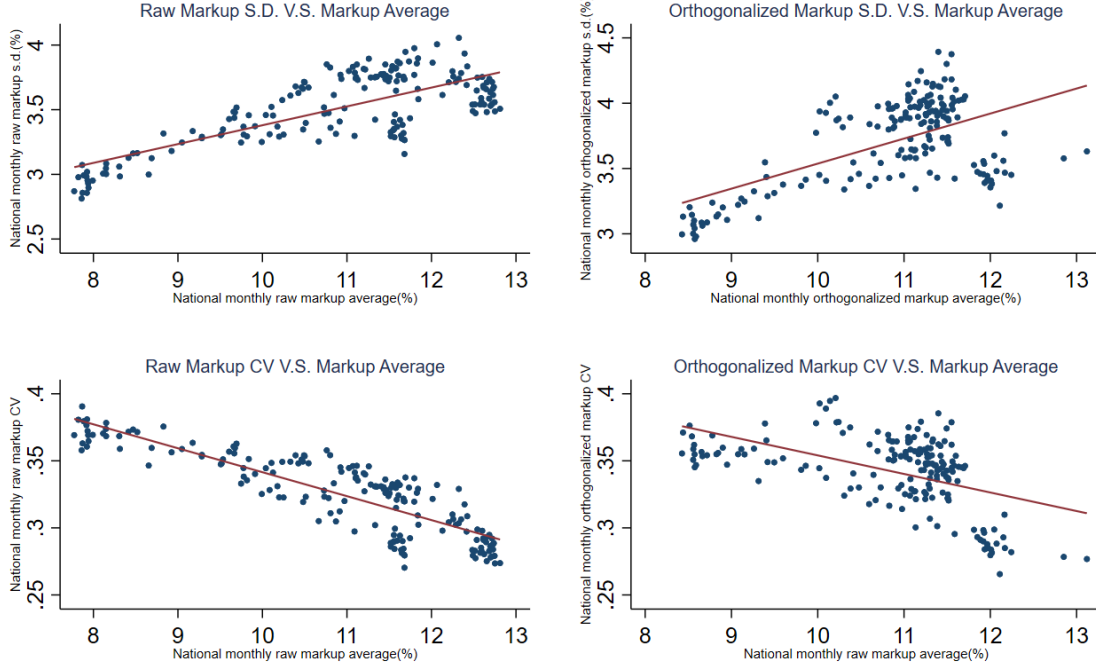 Raw Markup S.D. V.S. Markup Average
National monthly raw markup s.d.(%)
4
3.5
3
2.5
8 9 10 11 12 13
National monthly raw markup average(%)
Orthogonalized Markup S.D. V.S. Markup Average
National monthly orthogonalized markup s.d.(%)
4.5
4
3.5
3
8 9 10 11 12 13
National monthly orthogonalized markup average(%)
Raw Markup CV V.S. Markup Average
National monthly raw markup CV
.4
.35
.3
.25
8 9 10 11 12 13
National monthly raw markup average(%)
Orthogonalized Markup CV V.S. Markup Average
National monthly orthogonalized markup CV
.4
.35
.3
.25
8 9 10 11 12 13
National monthly raw markup average(%)